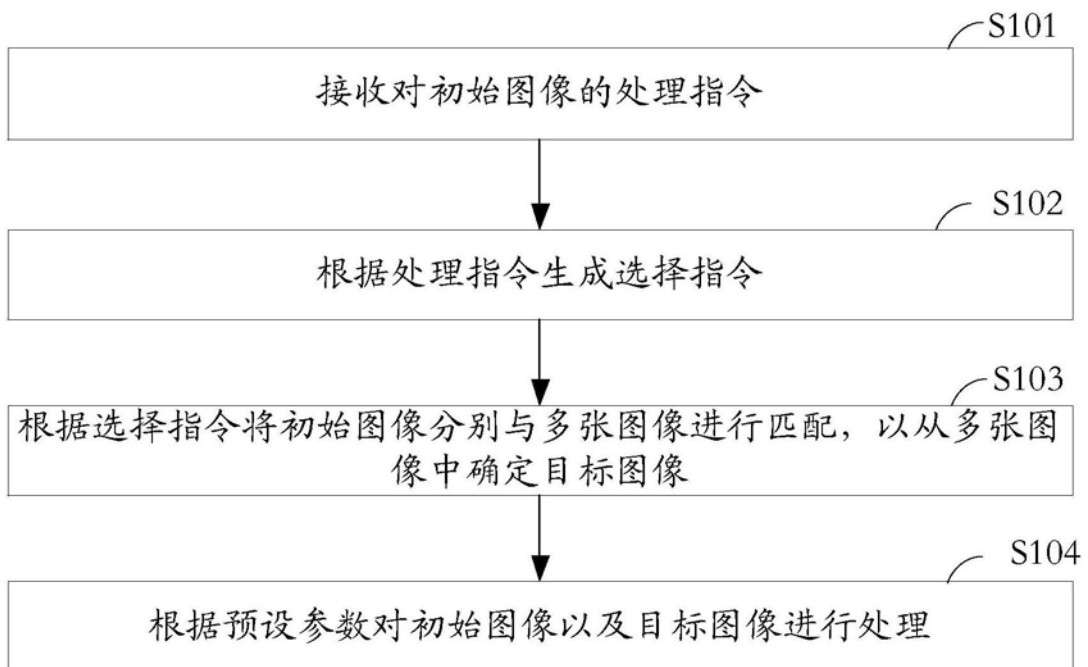 S101
接收对初始图像的处理指令
S102
根据处理指令生成选择指令
S103
根据选择指令将初始图像分别与多张图像进行匹配，以从多张图
像中确定目标图像
S104
根据预设参数对初始图像以及目标图像进行处理